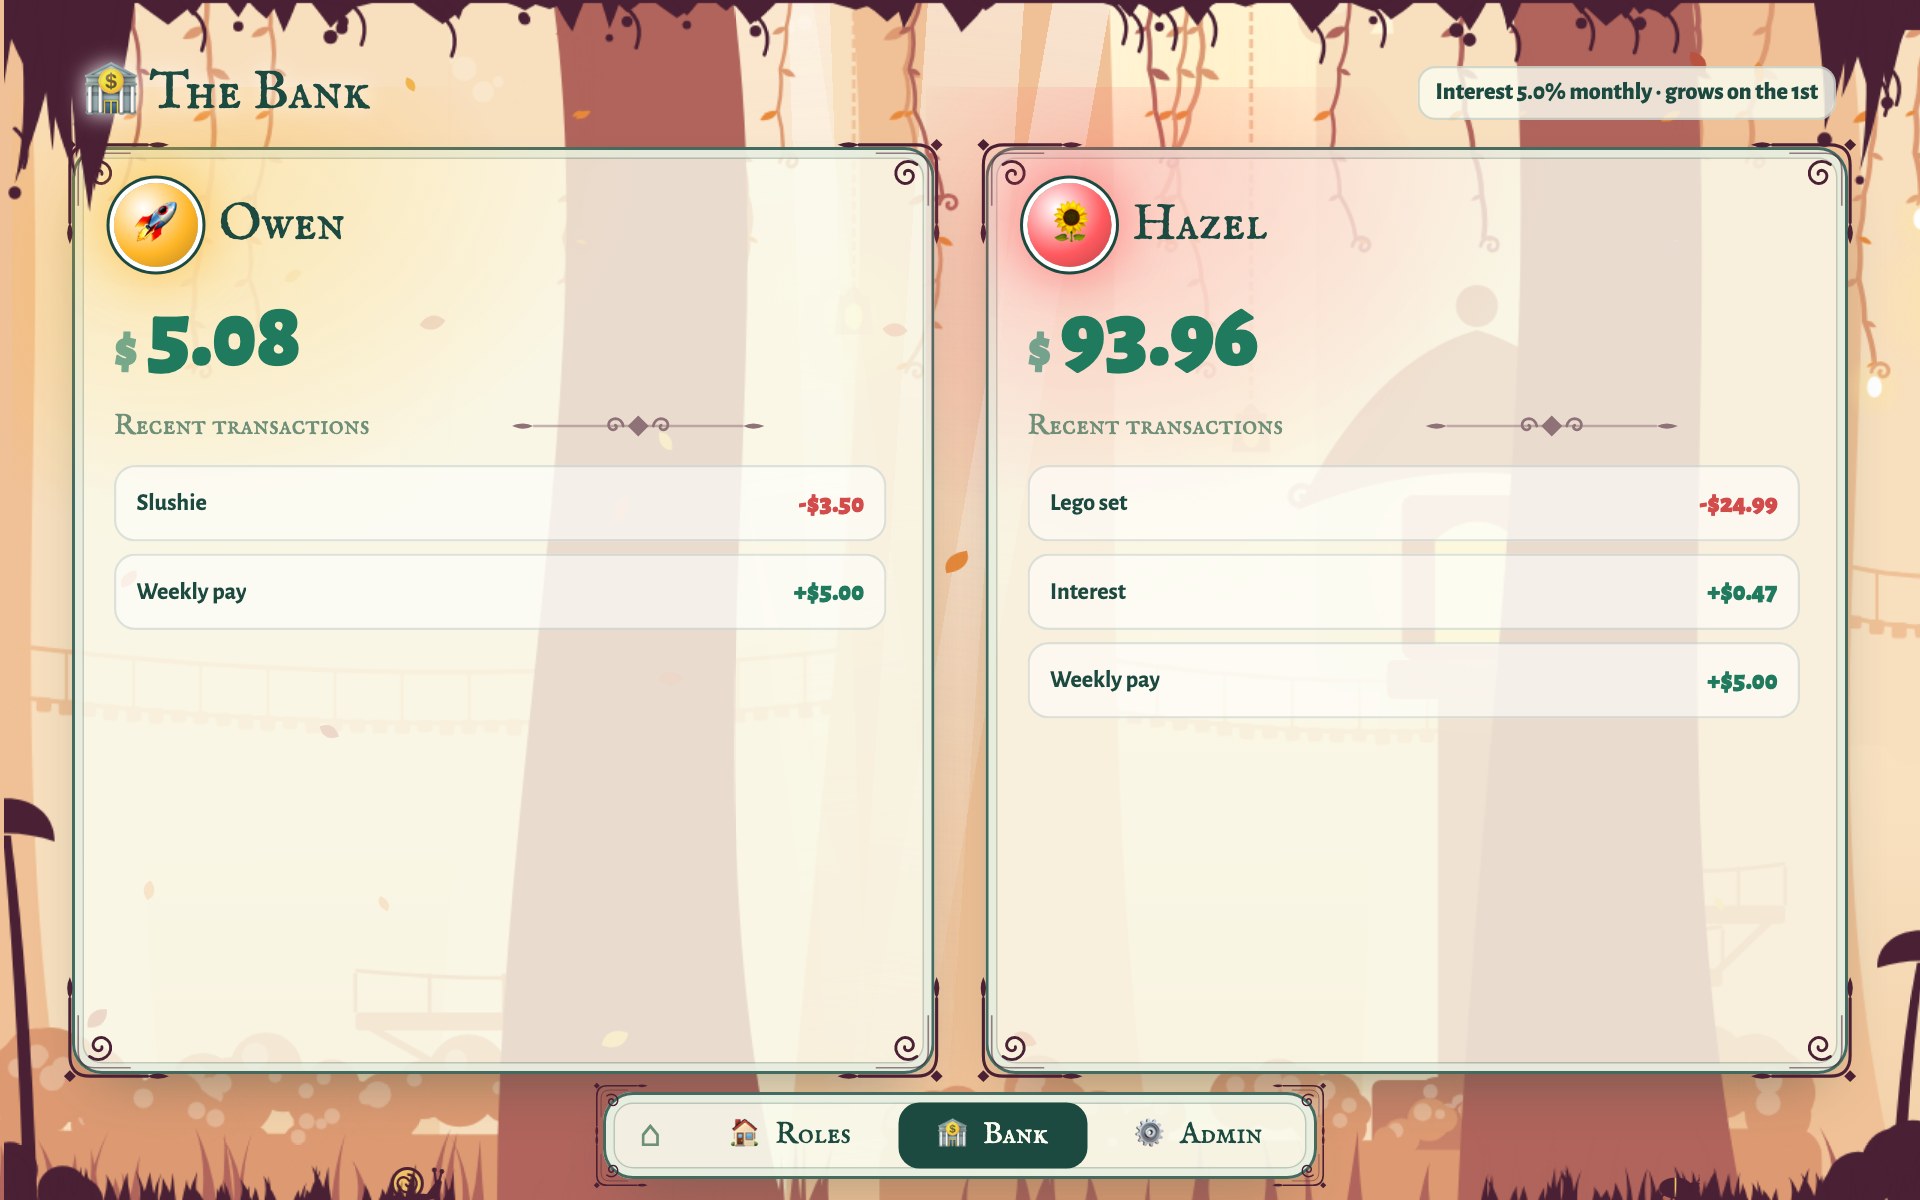 The Bank
Interest 5.0% monthly · grows on the 1st
Owen
$ 5.08
Recent transactions
Slushie -$3.50
Weekly pay +$5.00
Hazel
$ 93.96
Recent transactions
Lego set -$24.99
Interest +$0.47
Weekly pay +$5.00
Roles
Bank
Admin